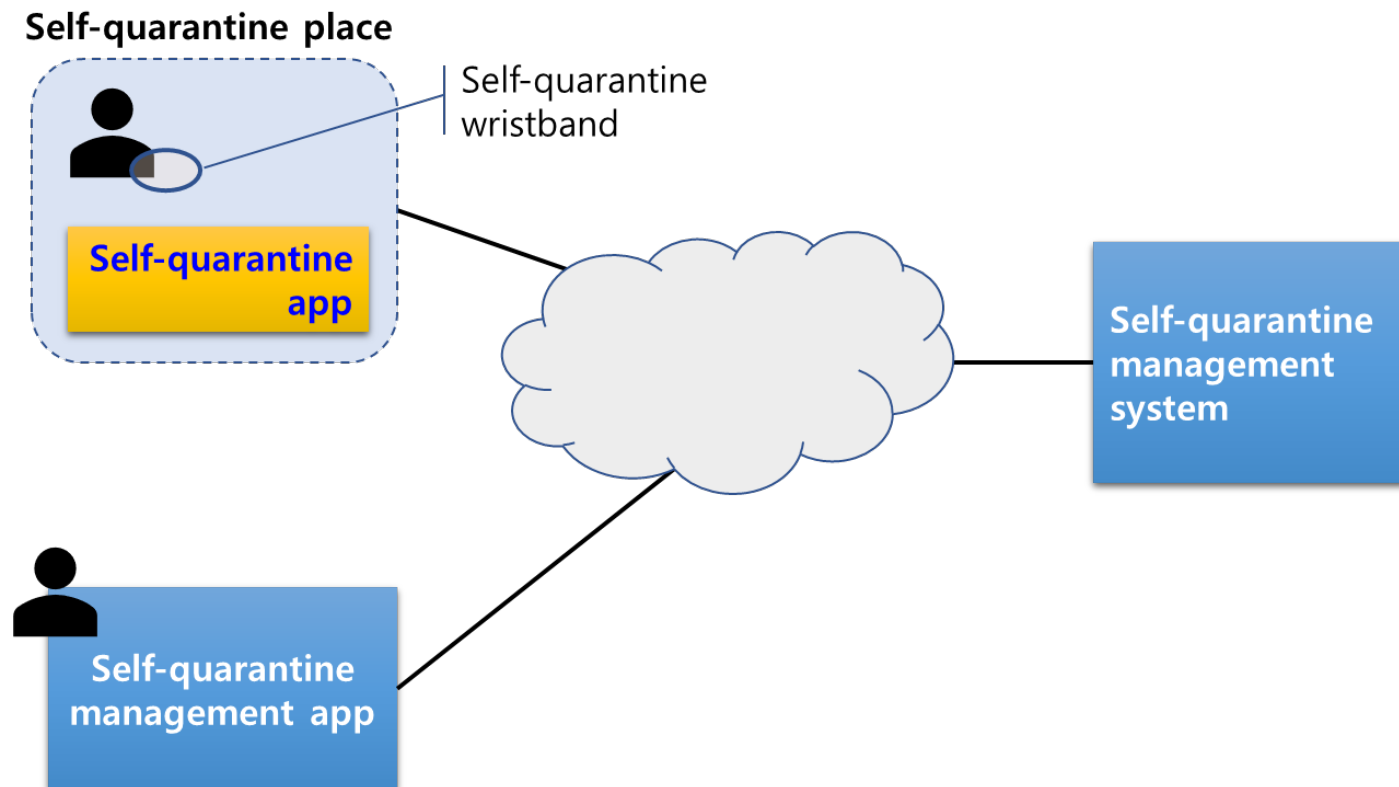 Self-quarantine place
Self-quarantine
wristband
Self-quarantine
app
Self-quarantine
management
system
Self-quarantine
management app